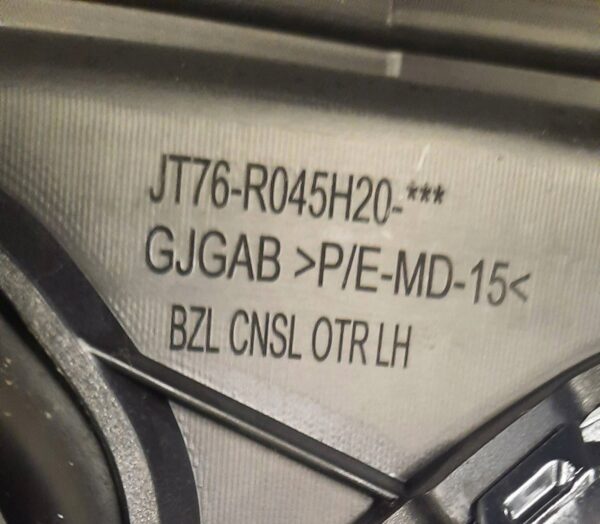 JT76-R045H20-***
GJGAB >P/E-MD-15<
BZL CNSL OTR LH